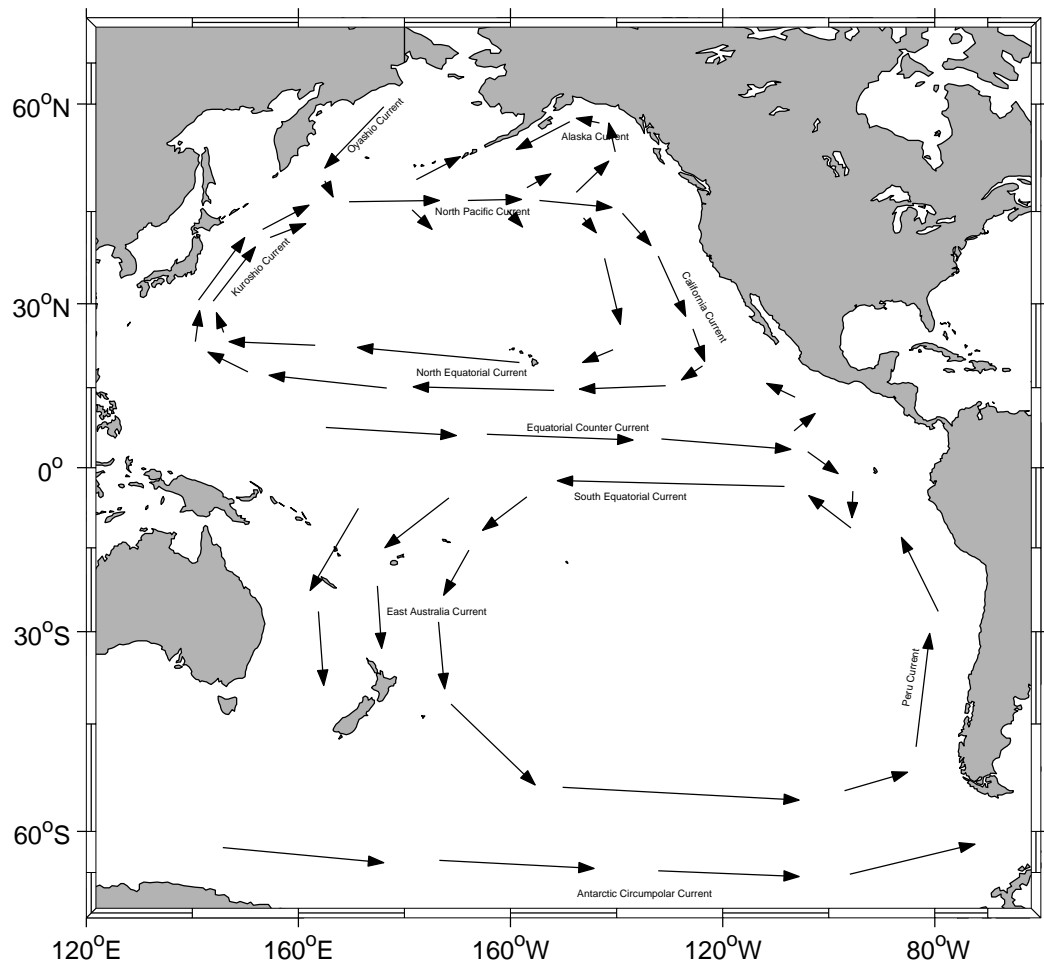 60°N
Oyashio Current
Alaska Current
North Pacific Current
Kuroshio Current
30°N
California Current
North Equatorial Current
Equatorial Counter Current
0°
South Equatorial Current
East Australia Current
30°S
Peru Current
60°S
Antarctic Circumpolar Current
120°E
160°E
160°W
120°W
80°W